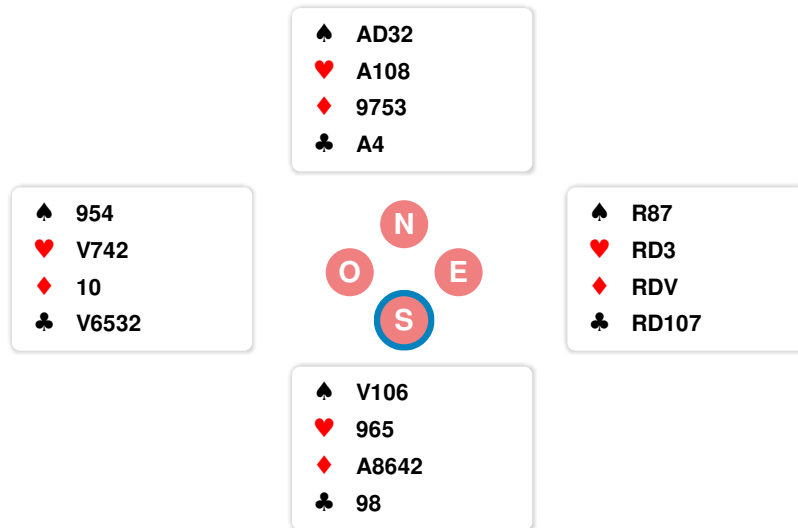 ♠ AD32
♥ A108
♦ 9753
♣ A4
♠ 954
♥ V742
♦ 10
♣ V6532
N
O E
S
♠ R87
♥ RD3
♦ RDV
♣ RD107
♠ V106
♥ 965
♦ A8642
♣ 98